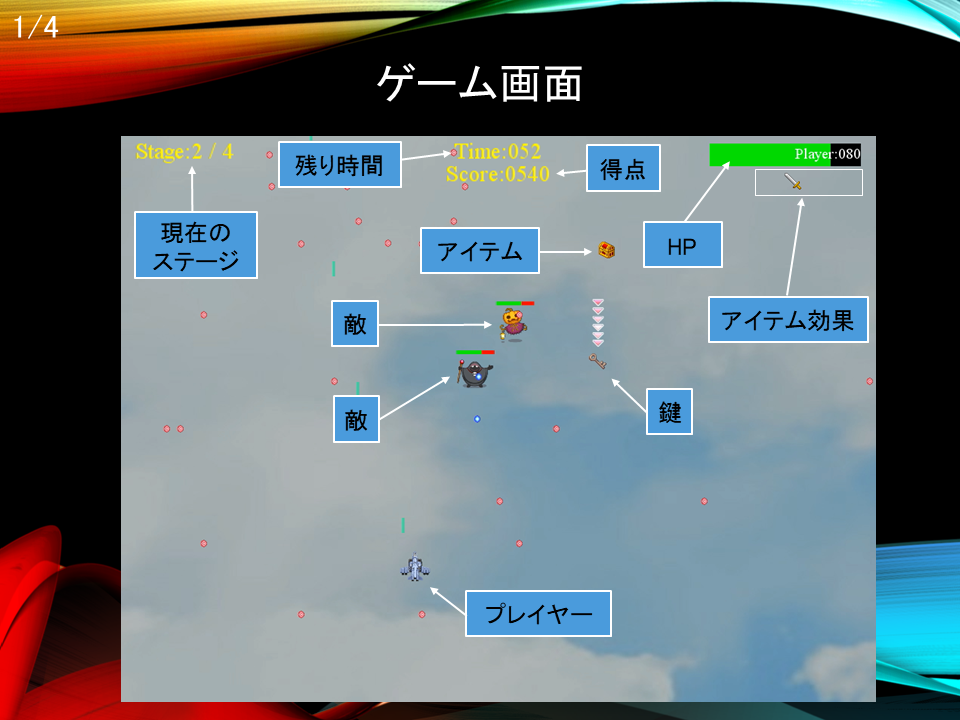 1/4
ゲーム画面
Stage:2 / 4
残り時間
Time:052
Score:0540
得点
Player:080
現在の
ステージ
アイテム
HP
敵
アイテム効果
敵
鍵
プレイヤー